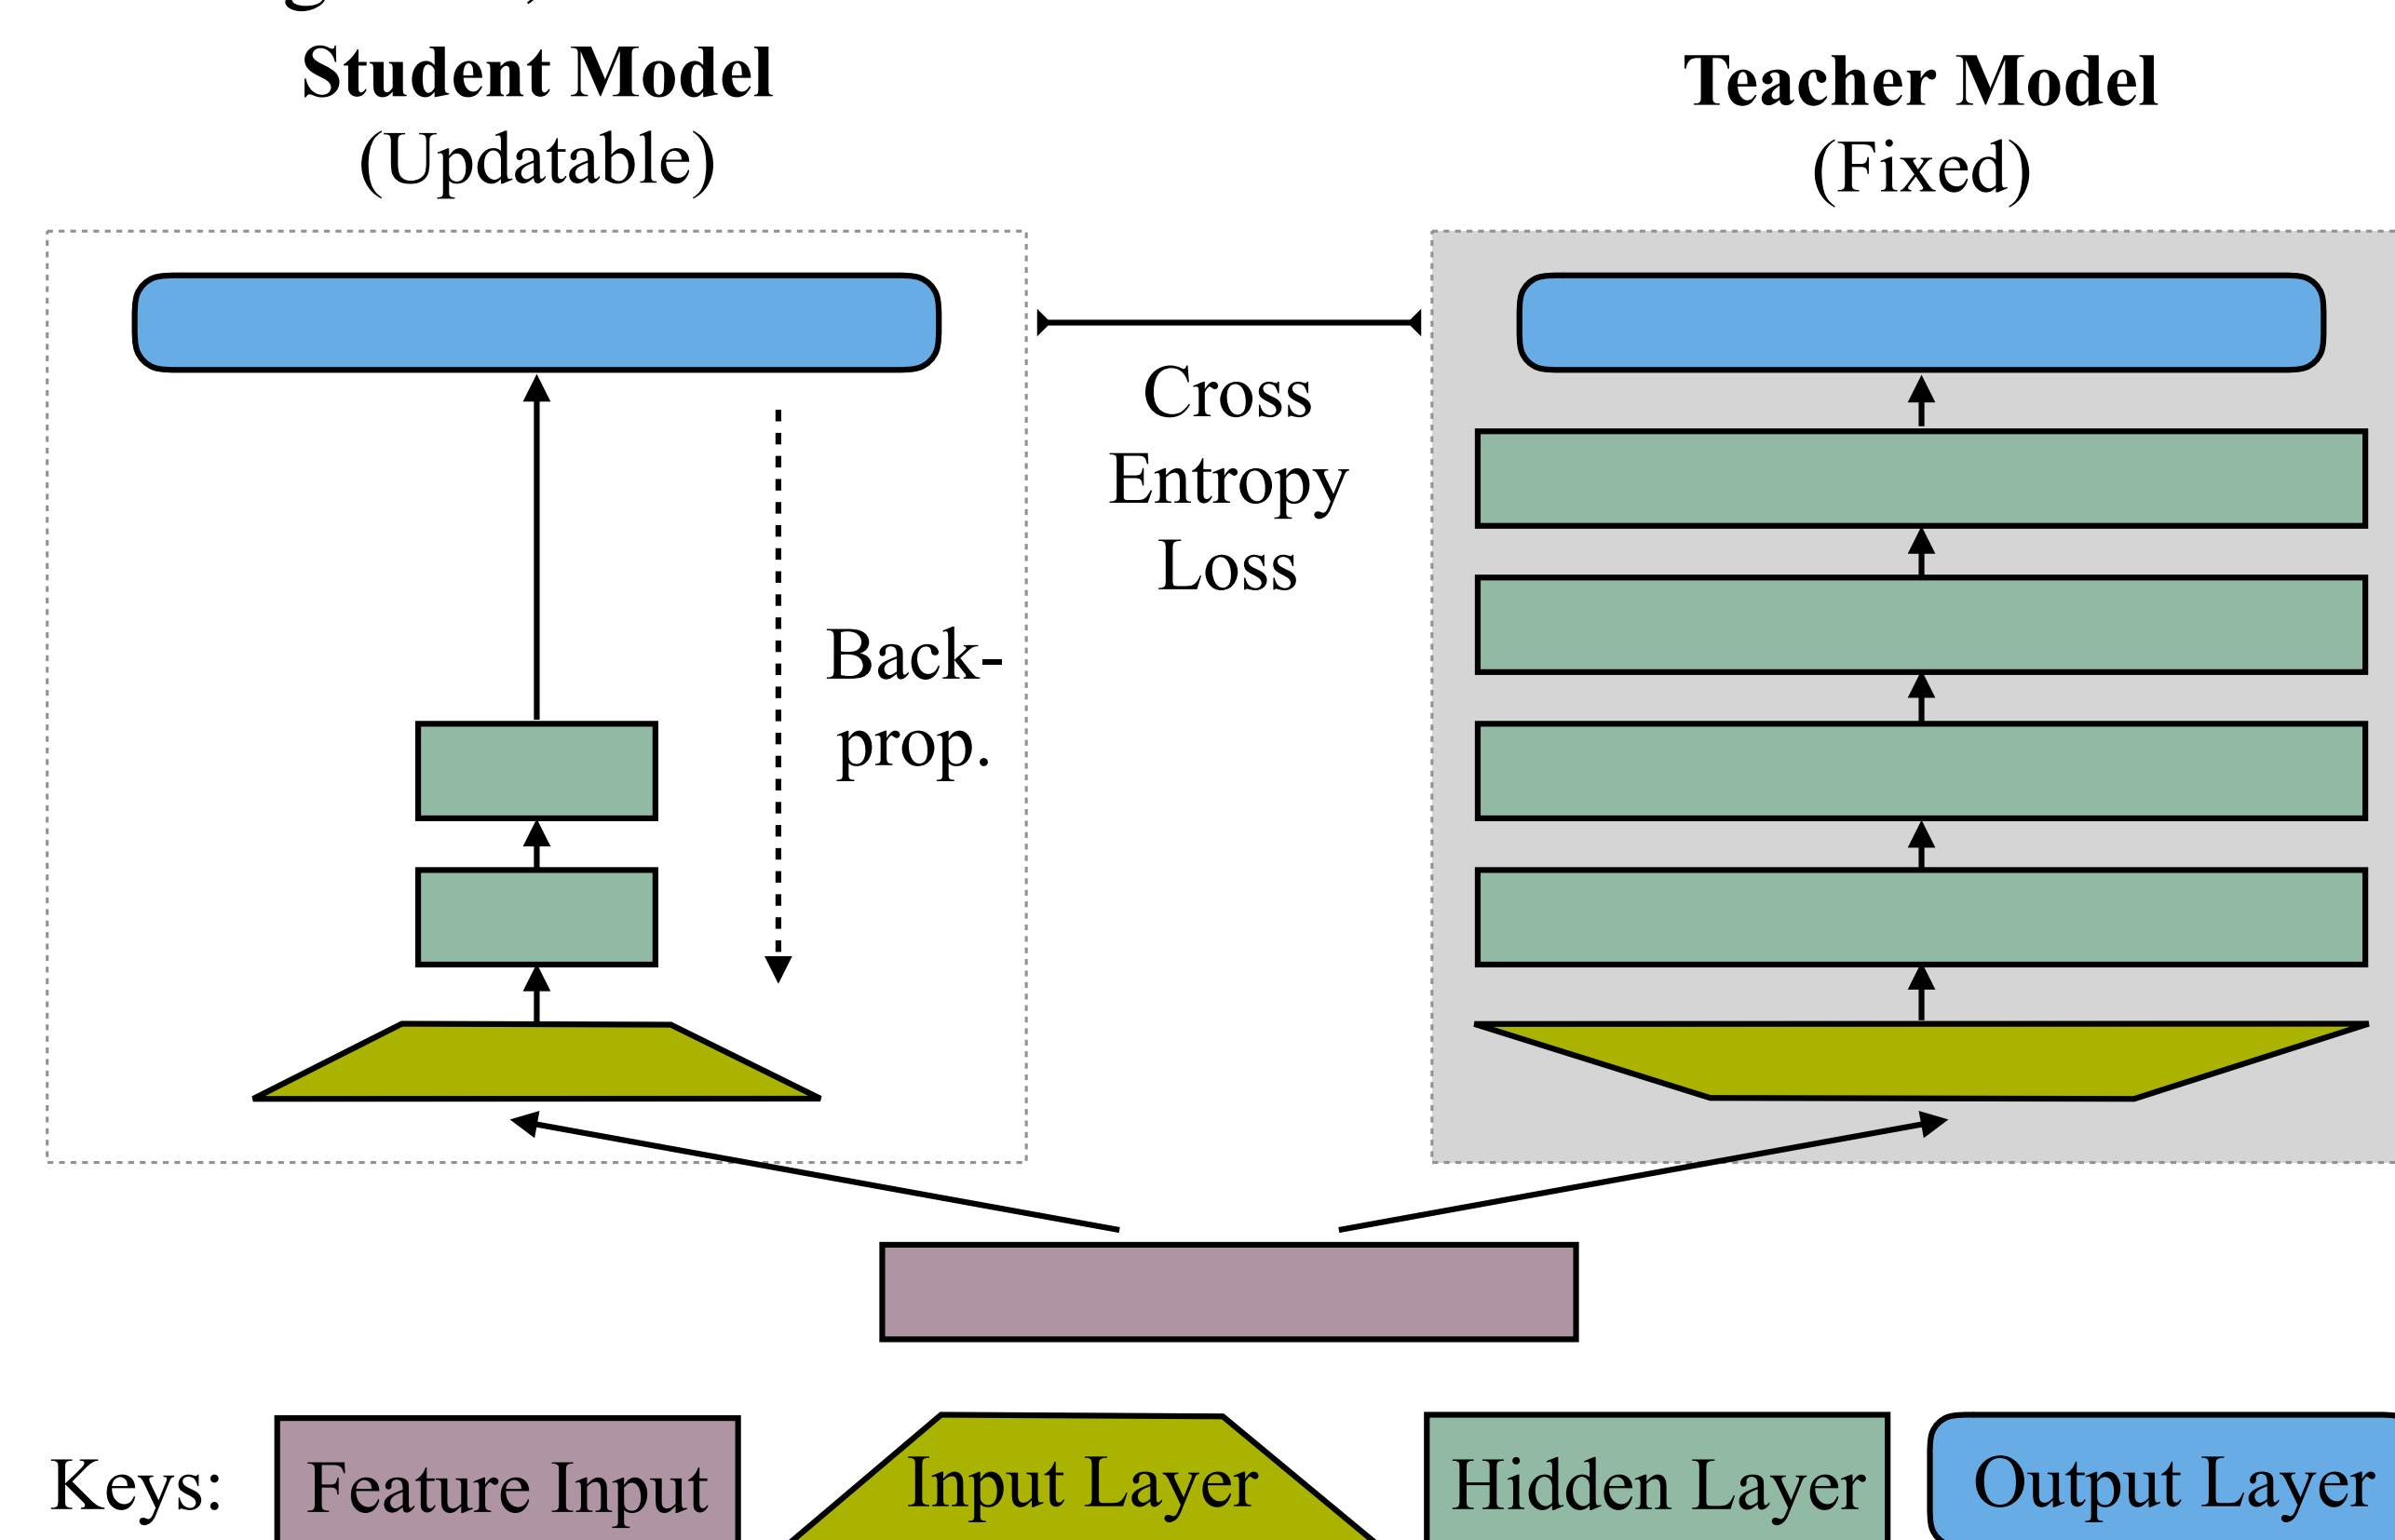 Student Model
(Updatable)
Teacher Model
(Fixed)
Cross
Entropy
Loss
Back-
prop.
Keys:
Feature Input
Input Layer
Hidden Layer
Output Layer